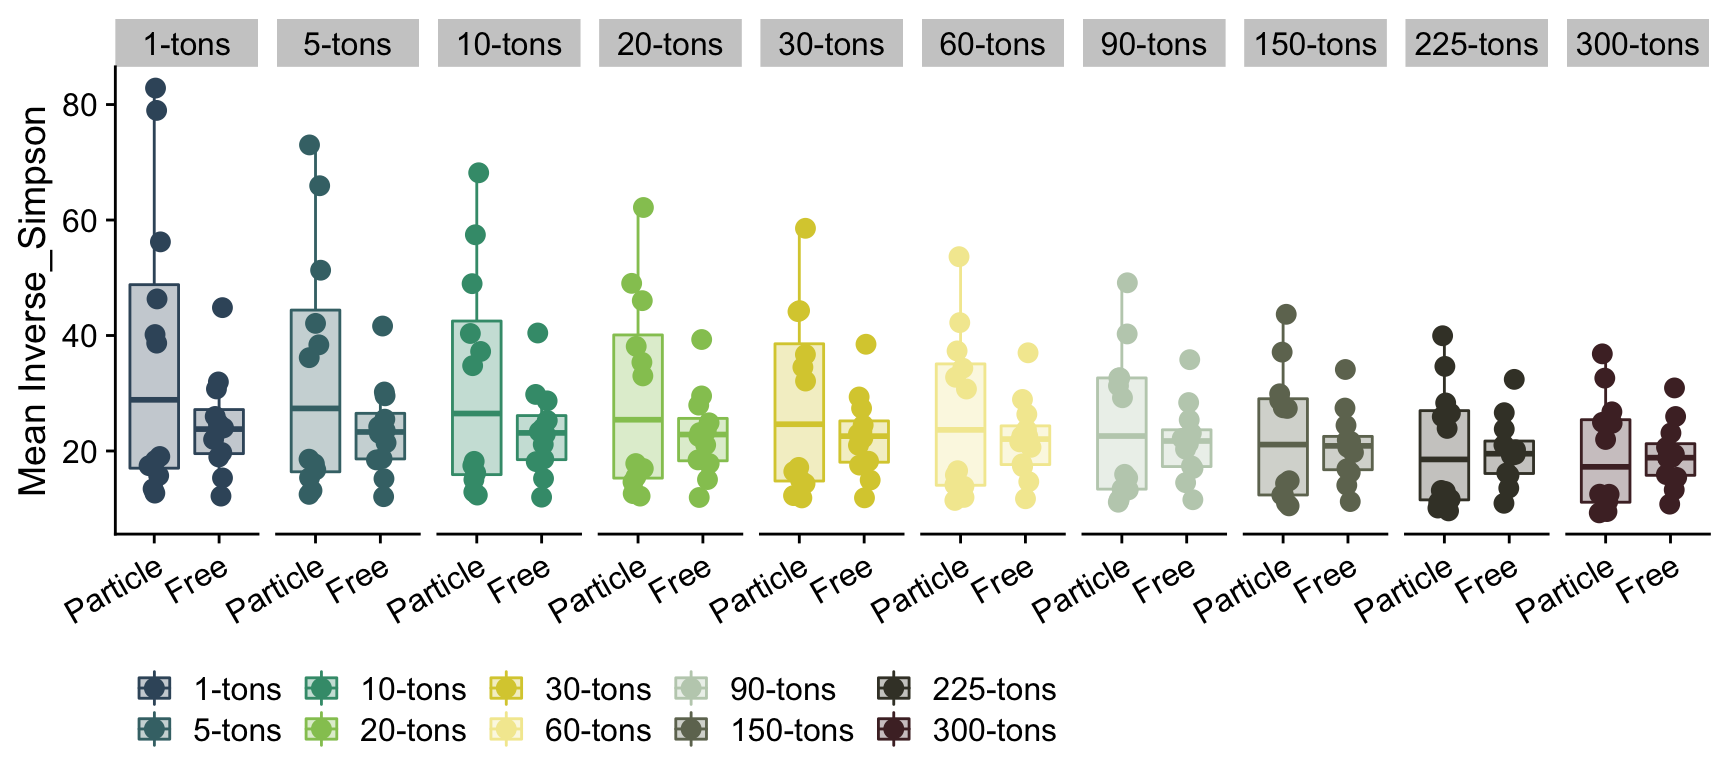 1-tons 5-tons 10-tons 20-tons 30-tons 60-tons 90-tons 150-tons 225-tons 300-tons
Mean Inverse_Simpson
80
60
40
20
Particle Free Particle Free Particle Free Particle Free Particle Free Particle Free Particle Free Particle Free Particle Free Particle Free
1-tons 10-tons 30-tons 90-tons 225-tons
5-tons 20-tons 60-tons 150-tons 300-tons